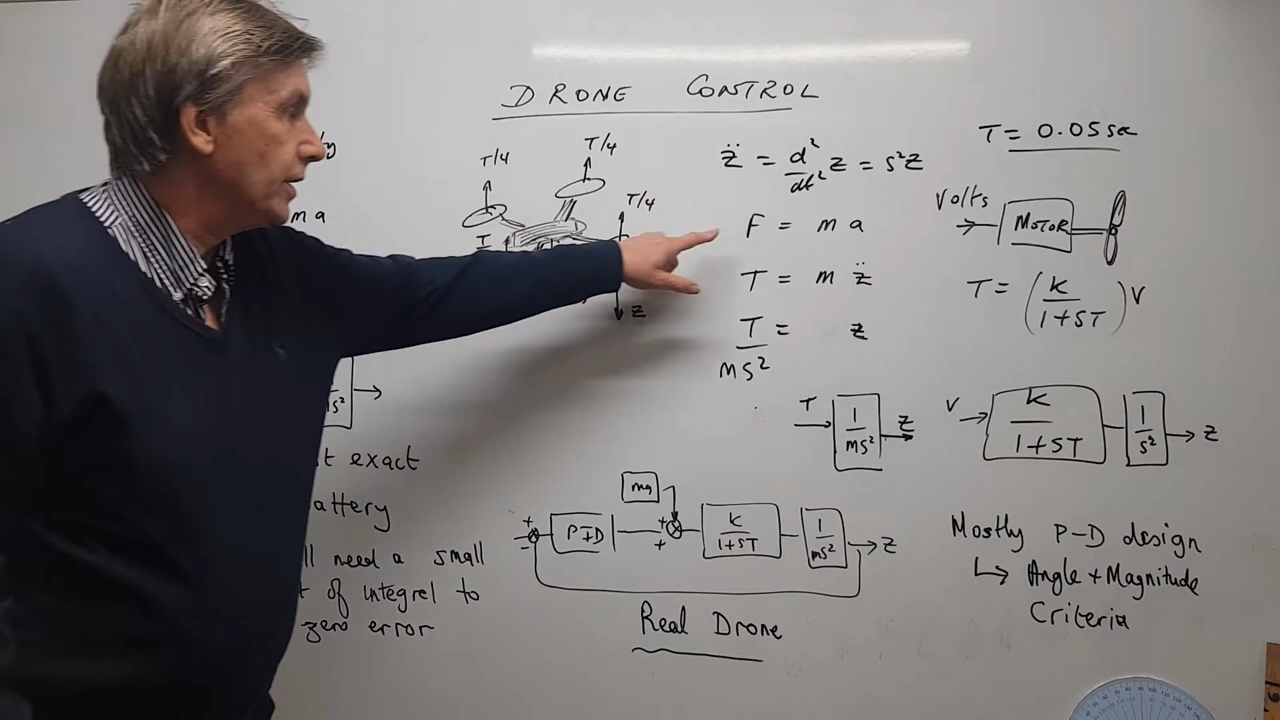 DRONE CONTROL
m a
ms²
t exact
attery
ll need a small
t of integrel to
zero error
T/4
T/4
T/4
z
z̈ = d²/dt² z = s²z
F = m a
T = m z̈
T/ms² = z
T → 1/ms² → z
T = 0.05 sec
Volts
MOTOR
T = (k/1+ST) V
V → k/1+ST 1/s² → z
mg
+ - PID + + k/1+ST 1/ms² → z
Real Drone
Mostly P-D design
↳ Angle + Magnitude
Criteria